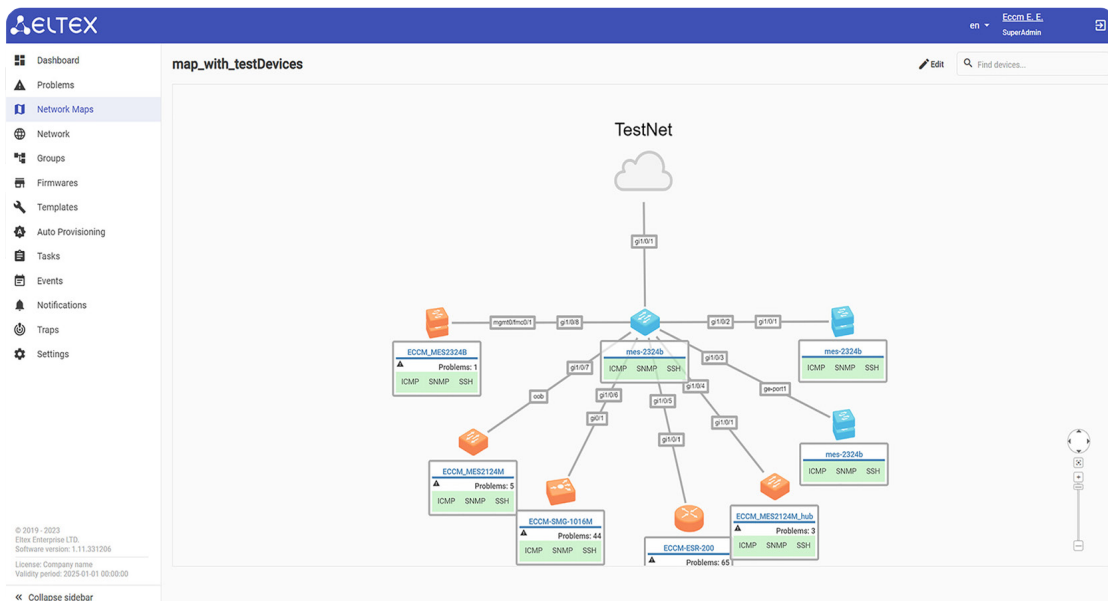 ELTEX
en
Eccm E. E.
SuperAdmin
Dashboard
Problems
Network Maps
Network
Groups
Firmwares
Templates
Auto Provisioning
Tasks
Events
Notifications
Traps
Settings
© 2019 - 2023
Eltex Enterprise LTD.
Software version: 1.11.331206
License: Company name
Validity period: 2025-01-01 00:00:00
« Collapse sidebar
map_with_testDevices
Edit
Find devices...
TestNet
gi1/0/1
mgmt0/fmc0/1
gi1/0/8
gi1/0/2
gi1/0/1
ECCM_MES2324B
Problems: 1
ICMP SNMP SSH
mes-2324b
ICMP SNMP SSH
mes-2324b
ICMP SNMP SSH
gi1/0/7
gi1/0/3
oob
gi1/0/6
gi1/0/5
gi1/0/4
ge-port1
gi0/1
gi1/0/1
gi1/0/1
mes-2324b
ICMP SNMP SSH
ECCM_MES2124M
Problems: 5
ICMP SNMP SSH
ECCM-SMG-1016M
Problems: 44
ICMP SNMP SSH
ECCM-ESR-200
Problems: 65
ECCM_MES2124M_hub
Problems: 3
ICMP SNMP SSH